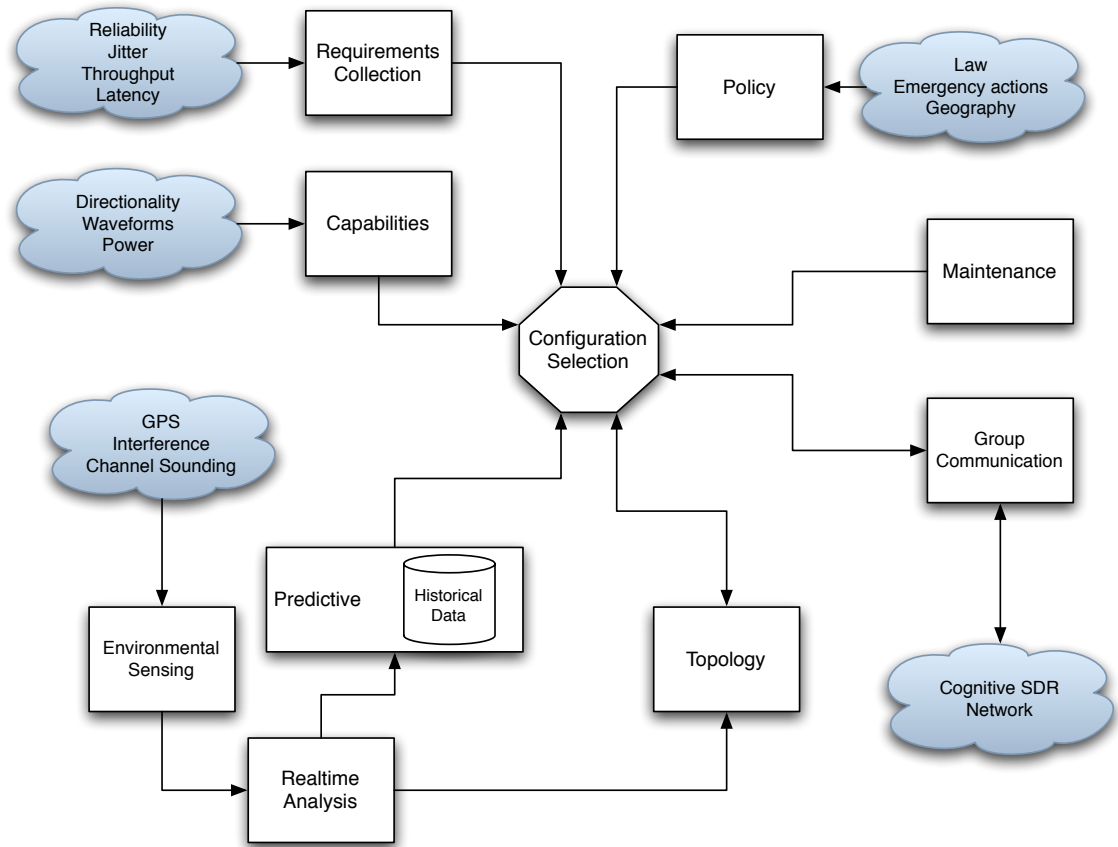 Reliability
Jitter
Throughput
Latency
Requirements
Collection
Policy
Law
Emergency actions
Geography
Directionality
Waveforms
Power
Capabilities
Maintenance
Configuration
Selection
GPS
Interference
Channel Sounding
Group
Communication
Predictive
Historical
Data
Environmental
Sensing
Topology
Cognitive SDR
Network
Realtime
Analysis